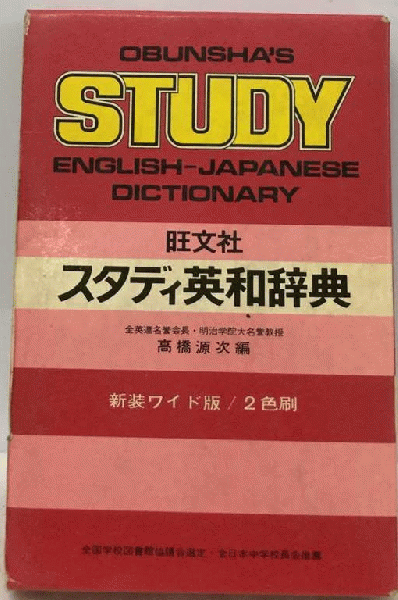 OBUNSHA'S
STUDY
ENGLISH-JAPANESE
DICTIONARY
旺文社
スタディ英和辞典
全英連名誉会長・明治学院大名誉教授
高橋源次編
新装ワイド版/2色刷
全国学校図書館協議会選定・全日本中学校長会推薦